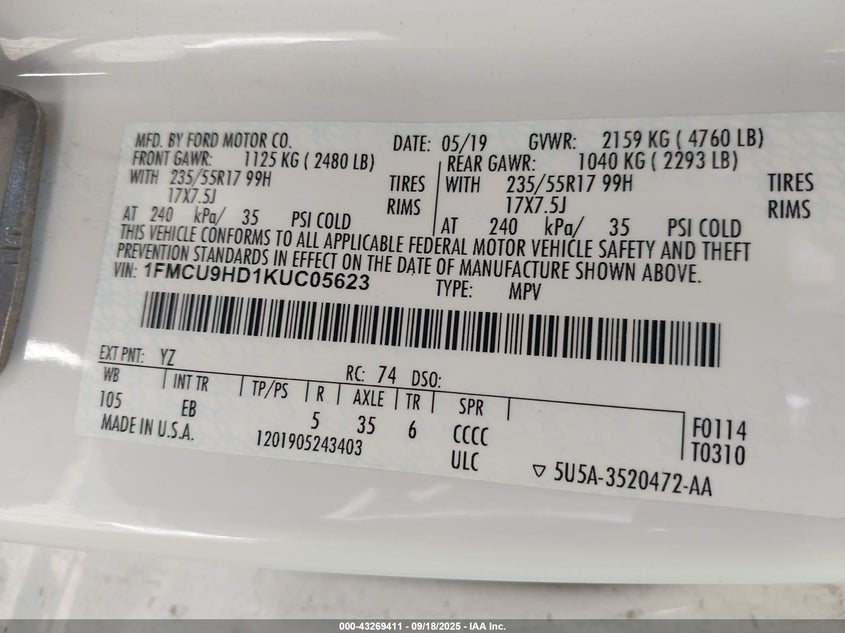 MFD. BY FORD MOTOR CO. DATE: 05/19 GVWR: 2159 KG ( 4760 LB)
FRONT GAWR: 1125 KG ( 2480 LB) REAR GAWR: 1040 KG ( 2293 LB)
WITH 235/55R17 99H TIRES WITH 235/55R17 99H TIRES
17X7.5J RIMS 17X7.5J RIMS
AT 240 kPa/ 35 PSI COLD AT 240 kPa/ 35 PSI COLD
THIS VEHICLE CONFORMS TO ALL APPLICABLE FEDERAL MOTOR VEHICLE SAFETY AND THEFT
PREVENTION STANDARDS IN EFFECT ON THE DATE OF MANUFACTURE SHOWN ABOVE.
VIN: 1FMCU9HD1KUC05623 TYPE: MPV
EXT PNT: YZ RC: 74 DSO:
WB INT TR TP/PS R AXLE TR SPR
105 EB 5 35 6 CCCC F0114
MADE IN U.S.A. 1201905243403 ULC T0310
▽ 5U5A-3520472-AA
000-43269411 - 09/18/2025 - IAA Inc.